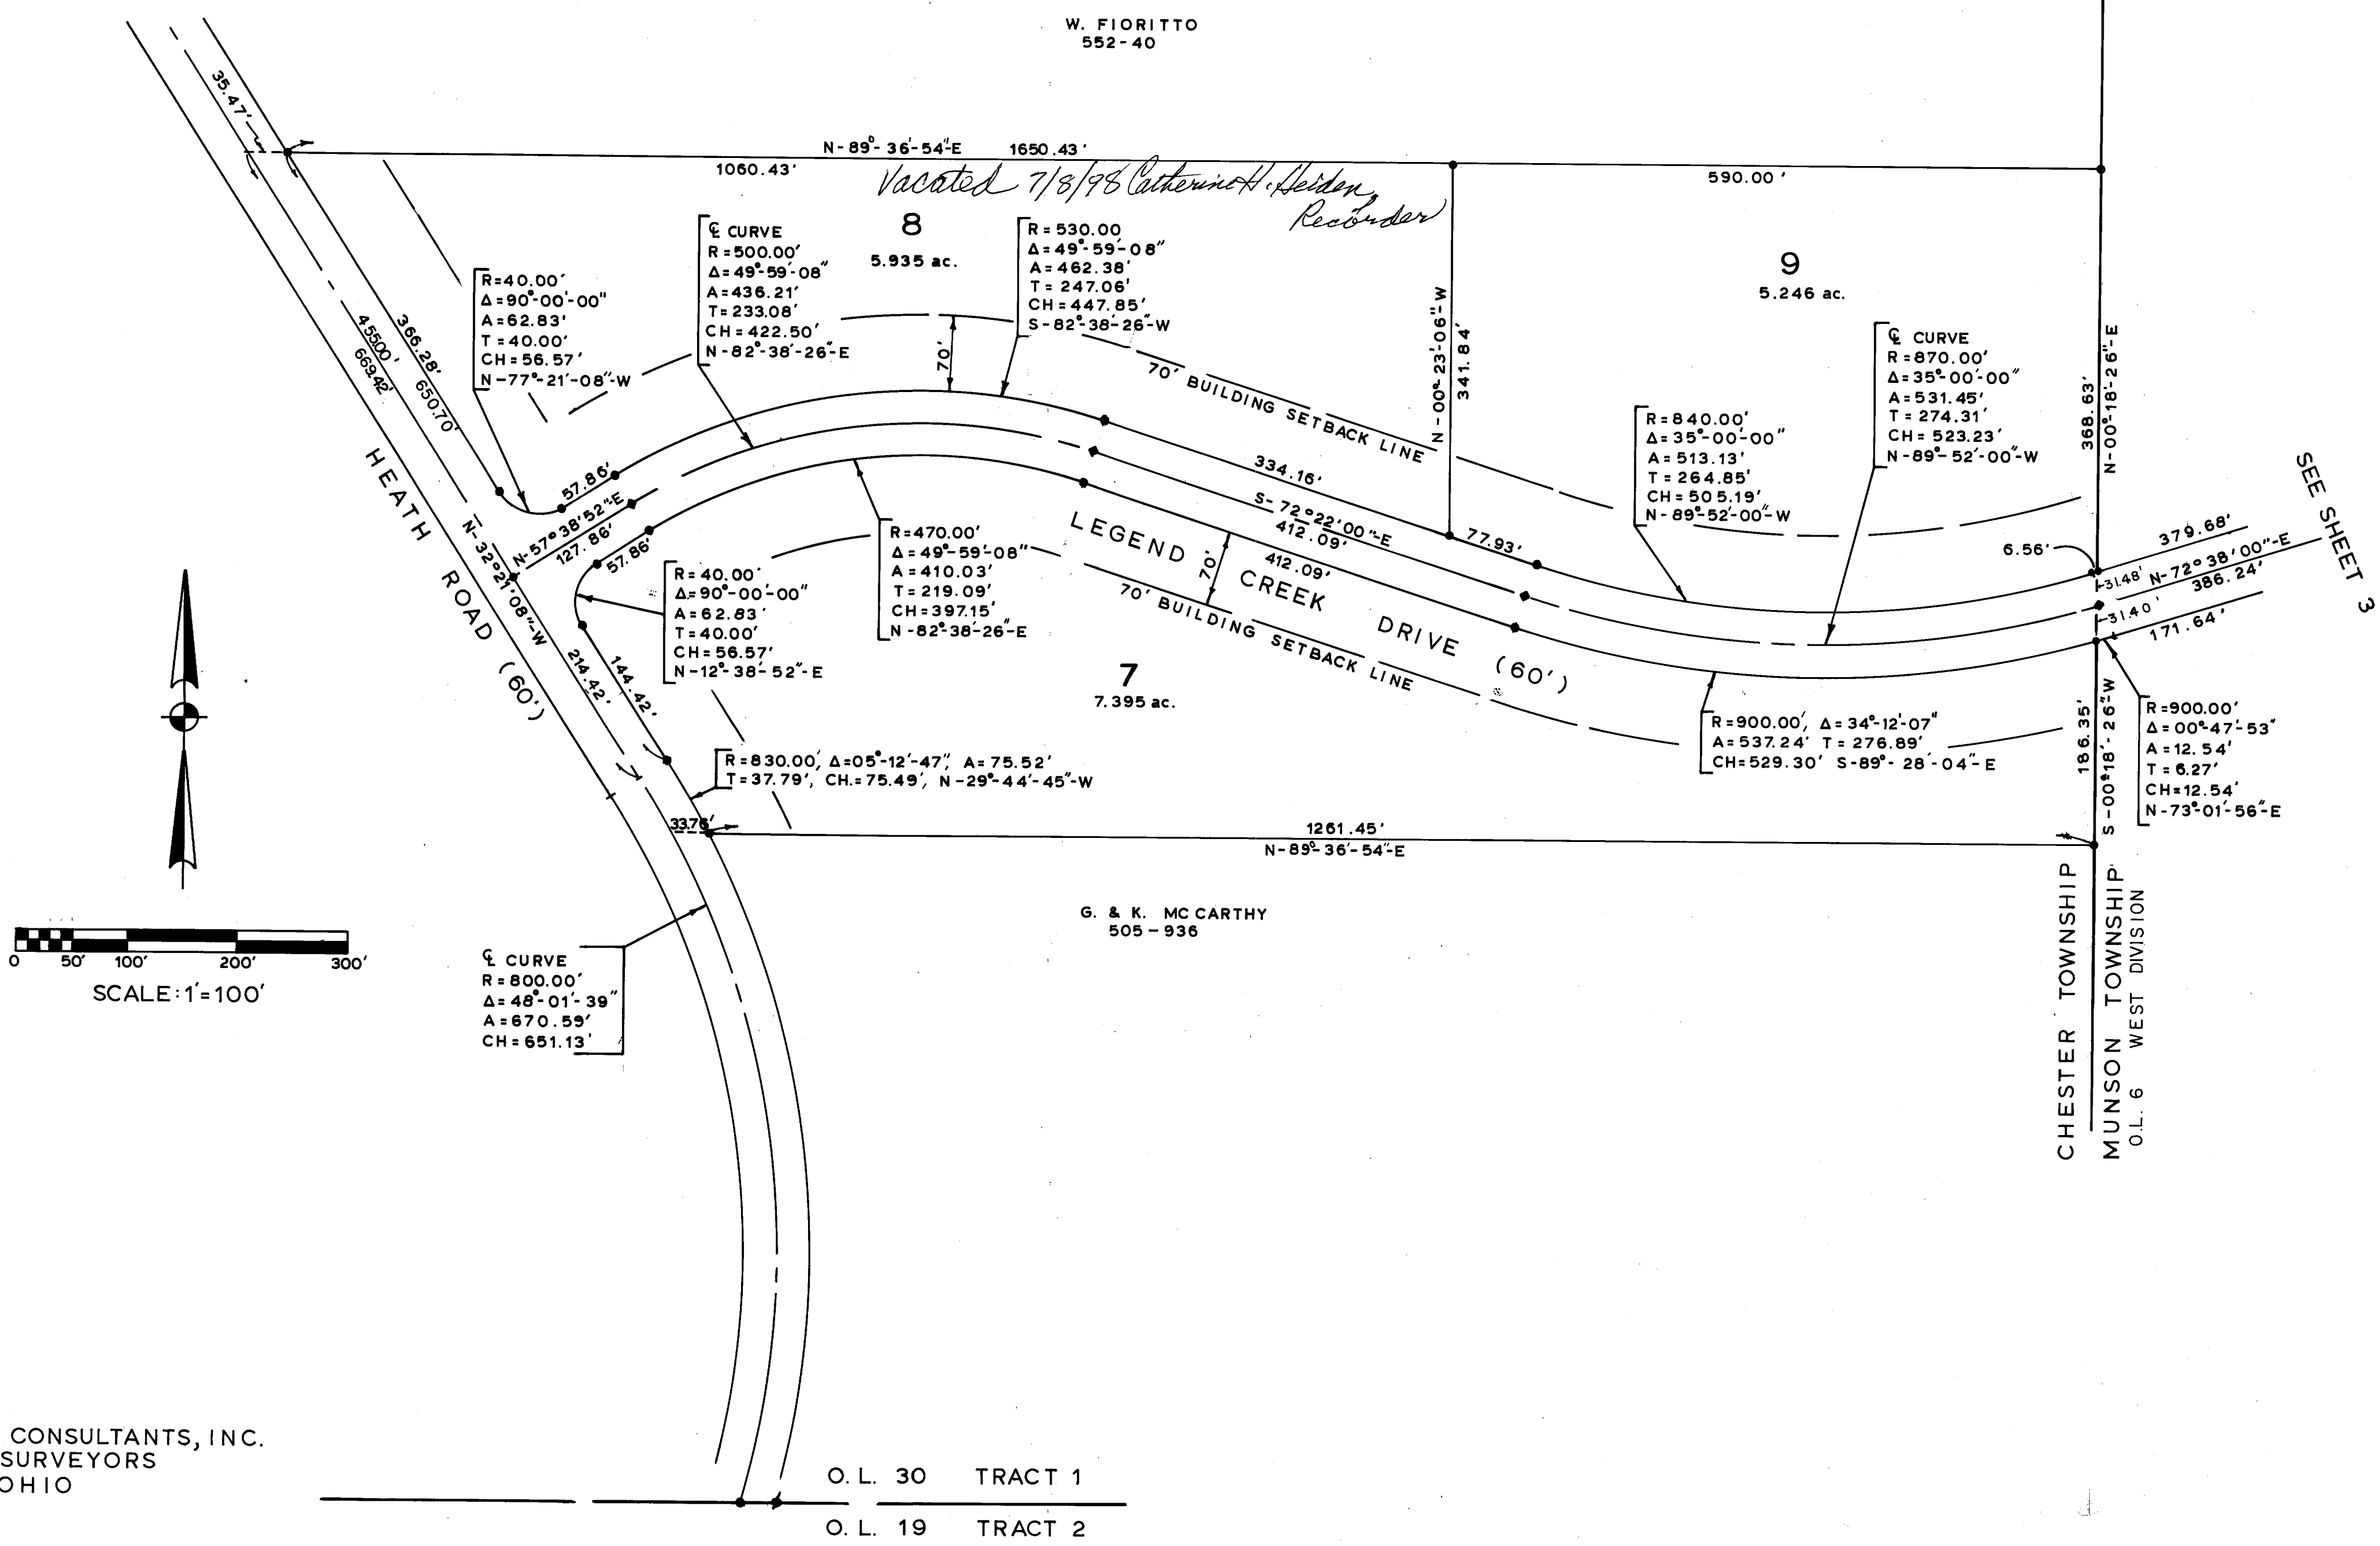 W. FIORITTO
552-40
35.47'
N-89°-36'-54"-E 1650.43'
1060.43'
590.00'
Vacated 7/8/98 Catherine H. Heiden,
Recorder
8
5.935 ac.
9
5.246 ac.
R=40.00'
Δ=90°-00'-00"
A=62.83'
T=40.00'
CH=56.57'
N-77°-21'-08"-W
℄ CURVE
R=500.00'
Δ=49°-59'-08"
A=436.21'
T=233.08'
CH=422.50'
N-82°-38'-26"-E
R=530.00
Δ=49°-59'-08"
A=462.38'
T=247.06'
CH=447.85'
S-82°-38'-26"-W
70'
70' BUILDING SETBACK LINE
N-00°-23'-06"-W
341.84'
R=840.00'
Δ=35°-00'-00"
A=513.13'
T=264.85'
CH=505.19'
N-89°-52'-00"-W
℄ CURVE
R=870.00'
Δ=35°-00'-00"
A=531.45'
T=274.31'
CH=523.23'
N-89°-52'-00"-W
368.63'
N-00°-18'-26"-E
SEE SHEET 3
366.28'
650.70'
455.00'
669.42'
HEATH ROAD (60')
57.86'
N-57°38'52"-E
127.86'
57.86'
N-32°21'08"-W
214.42'
144.42'
334.16'
S-72°22'00"-E
412.09'
412.09'
77.93'
LEGEND CREEK DRIVE (60')
70'
70' BUILDING SETBACK LINE
6.56'
379.68'
31.48'
N-72°38'00"-E
386.24'
31.40'
171.64'
R=40.00'
Δ=90°-00'-00"
A=62.83'
T=40.00'
CH=56.57'
N-12°-38'-52"-E
R=470.00'
Δ=49°-59'-08"
A=410.03'
T=219.09'
CH=397.15'
N-82°-38'-26"-E
7
7.395 ac.
R=900.00', Δ=34°-12'-07"
A=537.24' T=276.89'
CH=529.30' S-89°-28'-04"-E
186.35'
S-00°18'-26"-W
R=900.00'
Δ=00°-47'-53"
A=12.54'
T=6.27'
CH=12.54'
N-73°-01'-56"E
R=830.00', Δ=05°-12'-47", A=75.52'
T=37.79', CH.=75.49', N-29°-44'-45"-W
33.76'
1261.45'
N-89°-36'-54"-E
G. & K. MC CARTHY
505-936
0 50' 100' 200' 300'
SCALE: 1'=100'
℄ CURVE
R=800.00'
Δ=48°-01'-39"
A=670.59'
CH=651.13'
CHESTER TOWNSHIP
MUNSON TOWNSHIP
O.L. 6 WEST DIVISION
CONSULTANTS, INC.
SURVEYORS
OHIO
O. L. 30 TRACT 1
O. L. 19 TRACT 2